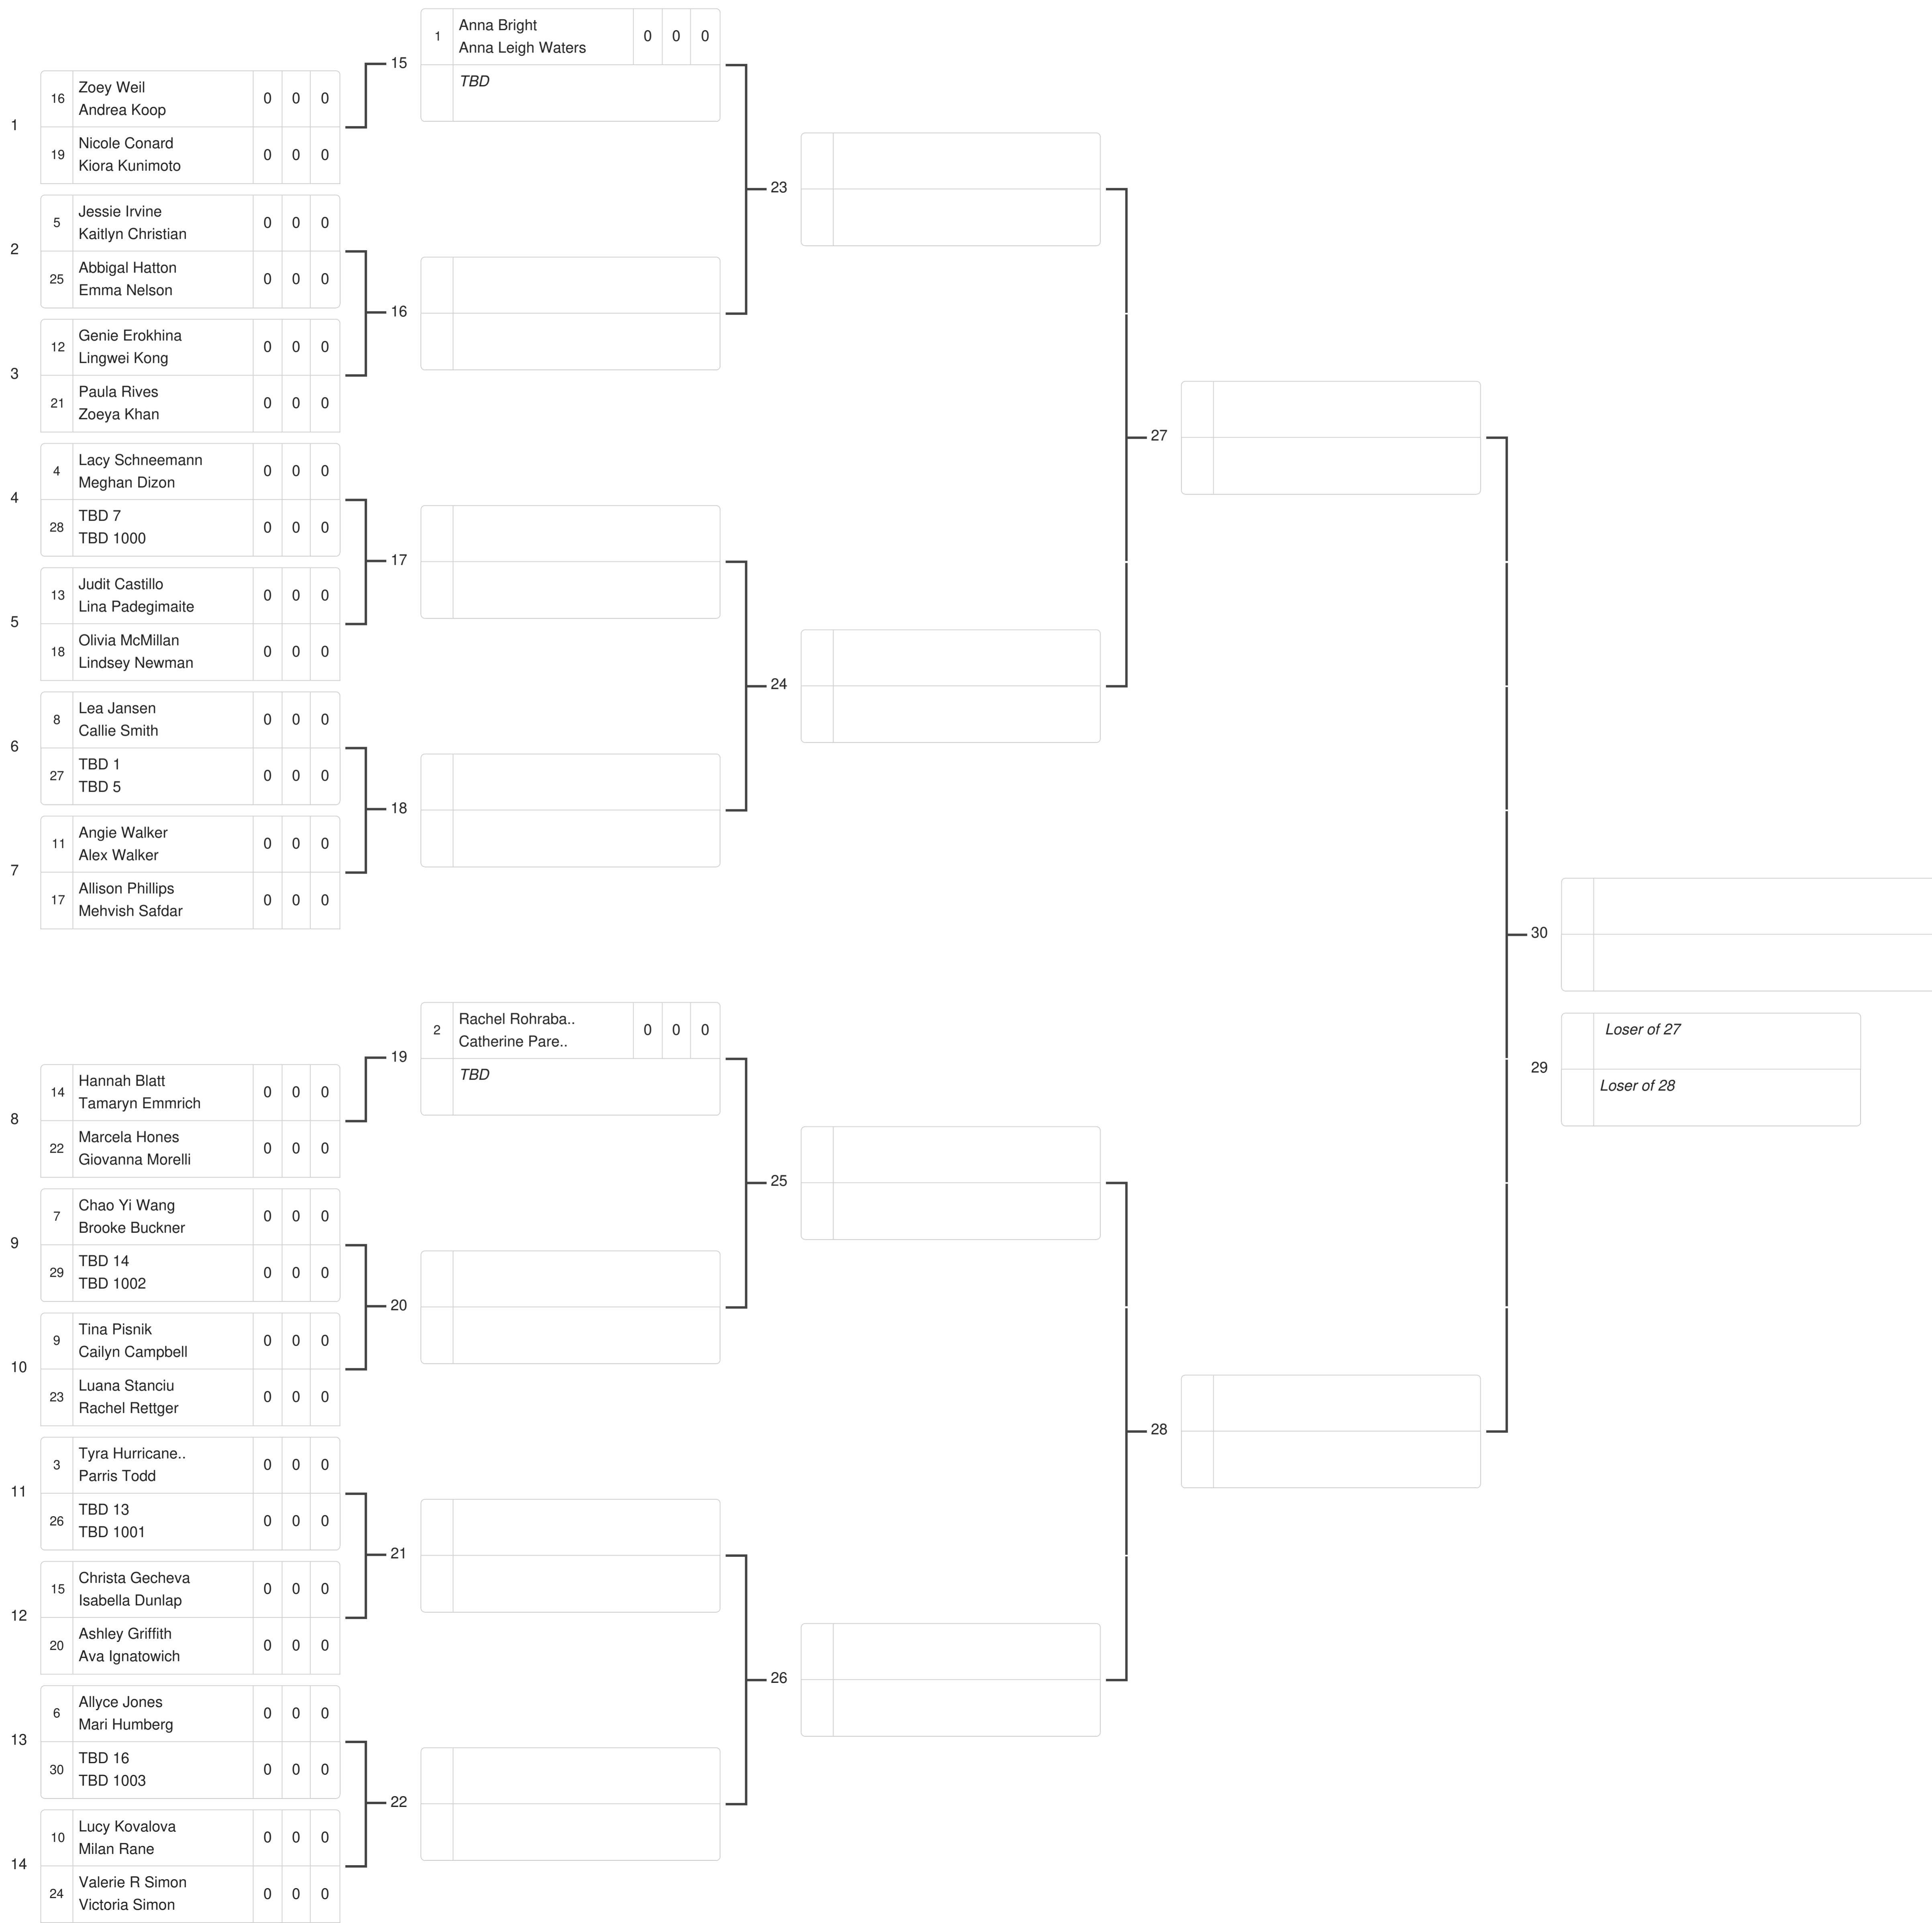 1 Anna Bright 0 0 0
Anna Leigh Waters
15
TBD
16 Zoey Weil 0 0 0
Andrea Koop
1
19 Nicole Conard 0 0 0
Kiora Kunimoto
23
5 Jessie Irvine 0 0 0
Kaitlyn Christian
2
25 Abbigal Hatton 0 0 0
Emma Nelson
16
12 Genie Erokhina 0 0 0
Lingwei Kong
3
21 Paula Rives 0 0 0
Zoeya Khan
27
4 Lacy Schneemann 0 0 0
Meghan Dizon
4
28 TBD 7 0 0 0
TBD 1000
17
13 Judit Castillo 0 0 0
Lina Padegimaite
5
18 Olivia McMillan 0 0 0
Lindsey Newman
24
8 Lea Jansen 0 0 0
Callie Smith
6
27 TBD 1 0 0 0
TBD 5
18
11 Angie Walker 0 0 0
Alex Walker
7
17 Allison Phillips 0 0 0
Mehvish Safdar
30
2 Rachel Rohraba.. 0 0 0
Catherine Pare..
Loser of 27
19
29
TBD
Loser of 28
14 Hannah Blatt 0 0 0
Tamaryn Emmrich
8
22 Marcela Hones 0 0 0
Giovanna Morelli
25
7 Chao Yi Wang 0 0 0
Brooke Buckner
9
29 TBD 14 0 0 0
TBD 1002
20
9 Tina Pisnik 0 0 0
Cailyn Campbell
10
23 Luana Stanciu 0 0 0
Rachel Rettger
28
3 Tyra Hurricane.. 0 0 0
Parris Todd
11
26 TBD 13 0 0 0
TBD 1001
21
15 Christa Gecheva 0 0 0
Isabella Dunlap
12
20 Ashley Griffith 0 0 0
Ava Ignatowich
26
6 Allyce Jones 0 0 0
Mari Humberg
13
30 TBD 16 0 0 0
TBD 1003
22
10 Lucy Kovalova 0 0 0
Milan Rane
14
24 Valerie R Simon 0 0 0
Victoria Simon